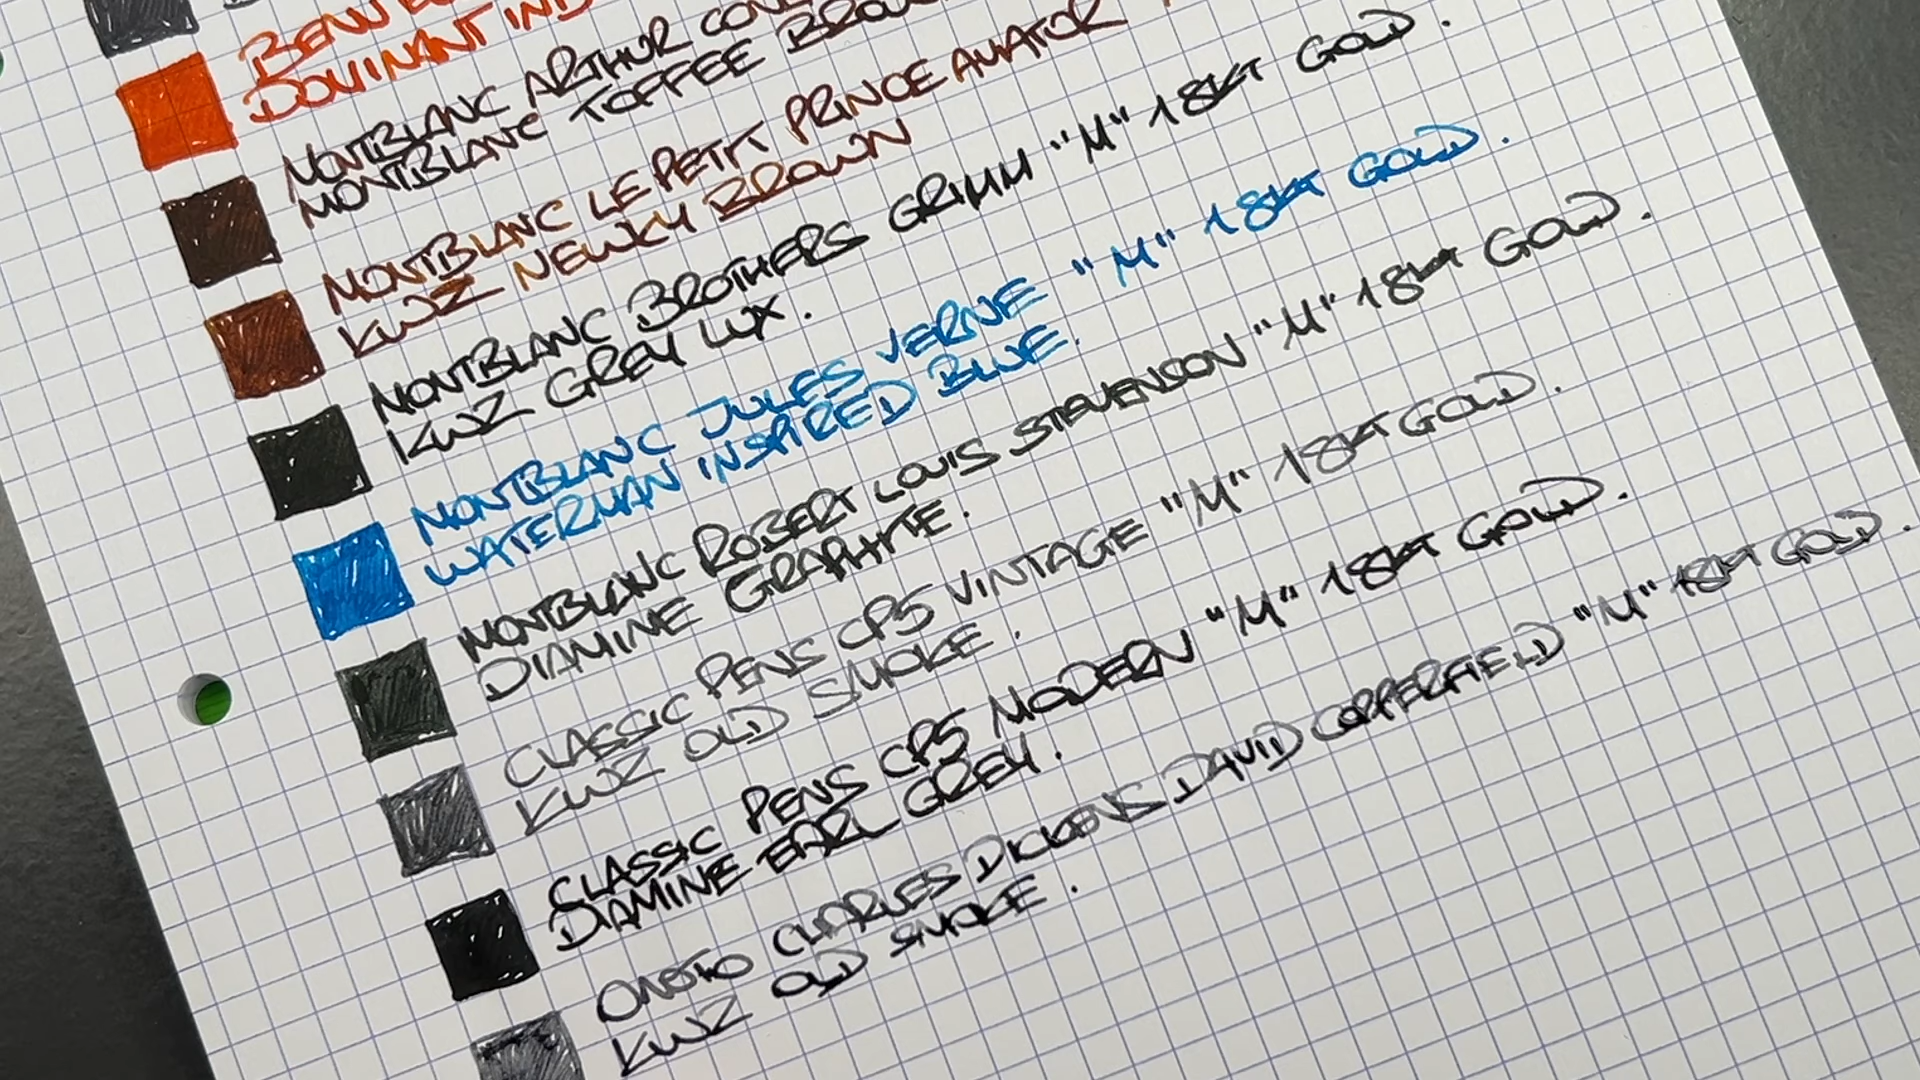 DOMINANT IND
MONTBLANC ARTHUR
MONTBLANC TOFFEE BROWN
MONTBLANC LE PETIT PRINCE AVIATOR
KWZ NEWCY BROWN
MONTBLANC BROTHERS GRIMM "M" 18KT GOLD.
KWZ GREY LUX.
MONTBLANC JULES VERNE "M" 18KT GOLD.
WATERMAN INSPIRED BLUE.
MONTBLANC ROBERT LOUIS STEVENSON "M" 18KT GOLD.
DIAMINE GRAPHITE.
CLASSIC PENS CP5 VINTAGE "M" 18KT GOLD.
KWZ OLD SMOKE.
CLASSIC PENS CP5 MODERN "M" 18KT GOLD.
DIAMINE EARL GREY.
ONOTO CHARLES DICKENS DAVID COPPERFIELD "M" 18KT GOLD.
KWZ OLD SMOKE.